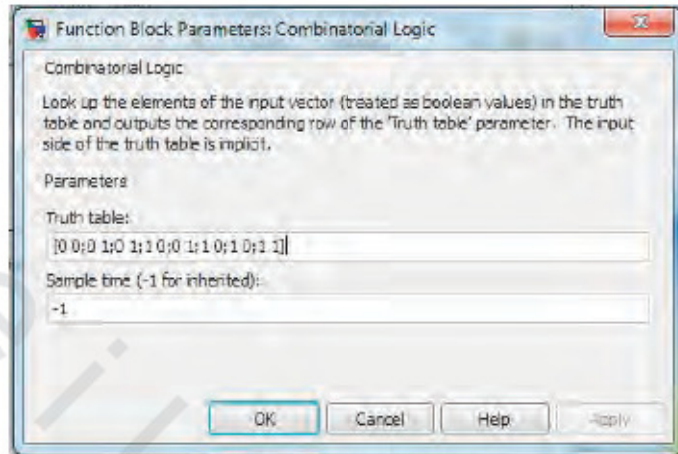 Function Block Parameters: Combinatorial Logic
Combinatorial Logic
Look up the elements of the input vector (treated as boolean values) in the truth
table and outputs the corresponding row of the 'Truth table' parameter. The input
side of the truth table is implicit.
Parameters
Truth table:
[0 0;0 1;0 1;1 0;0 1;1 0;1 0;1 1]
Sample time (-1 for inherited):
-1
OK Cancel Help Apply